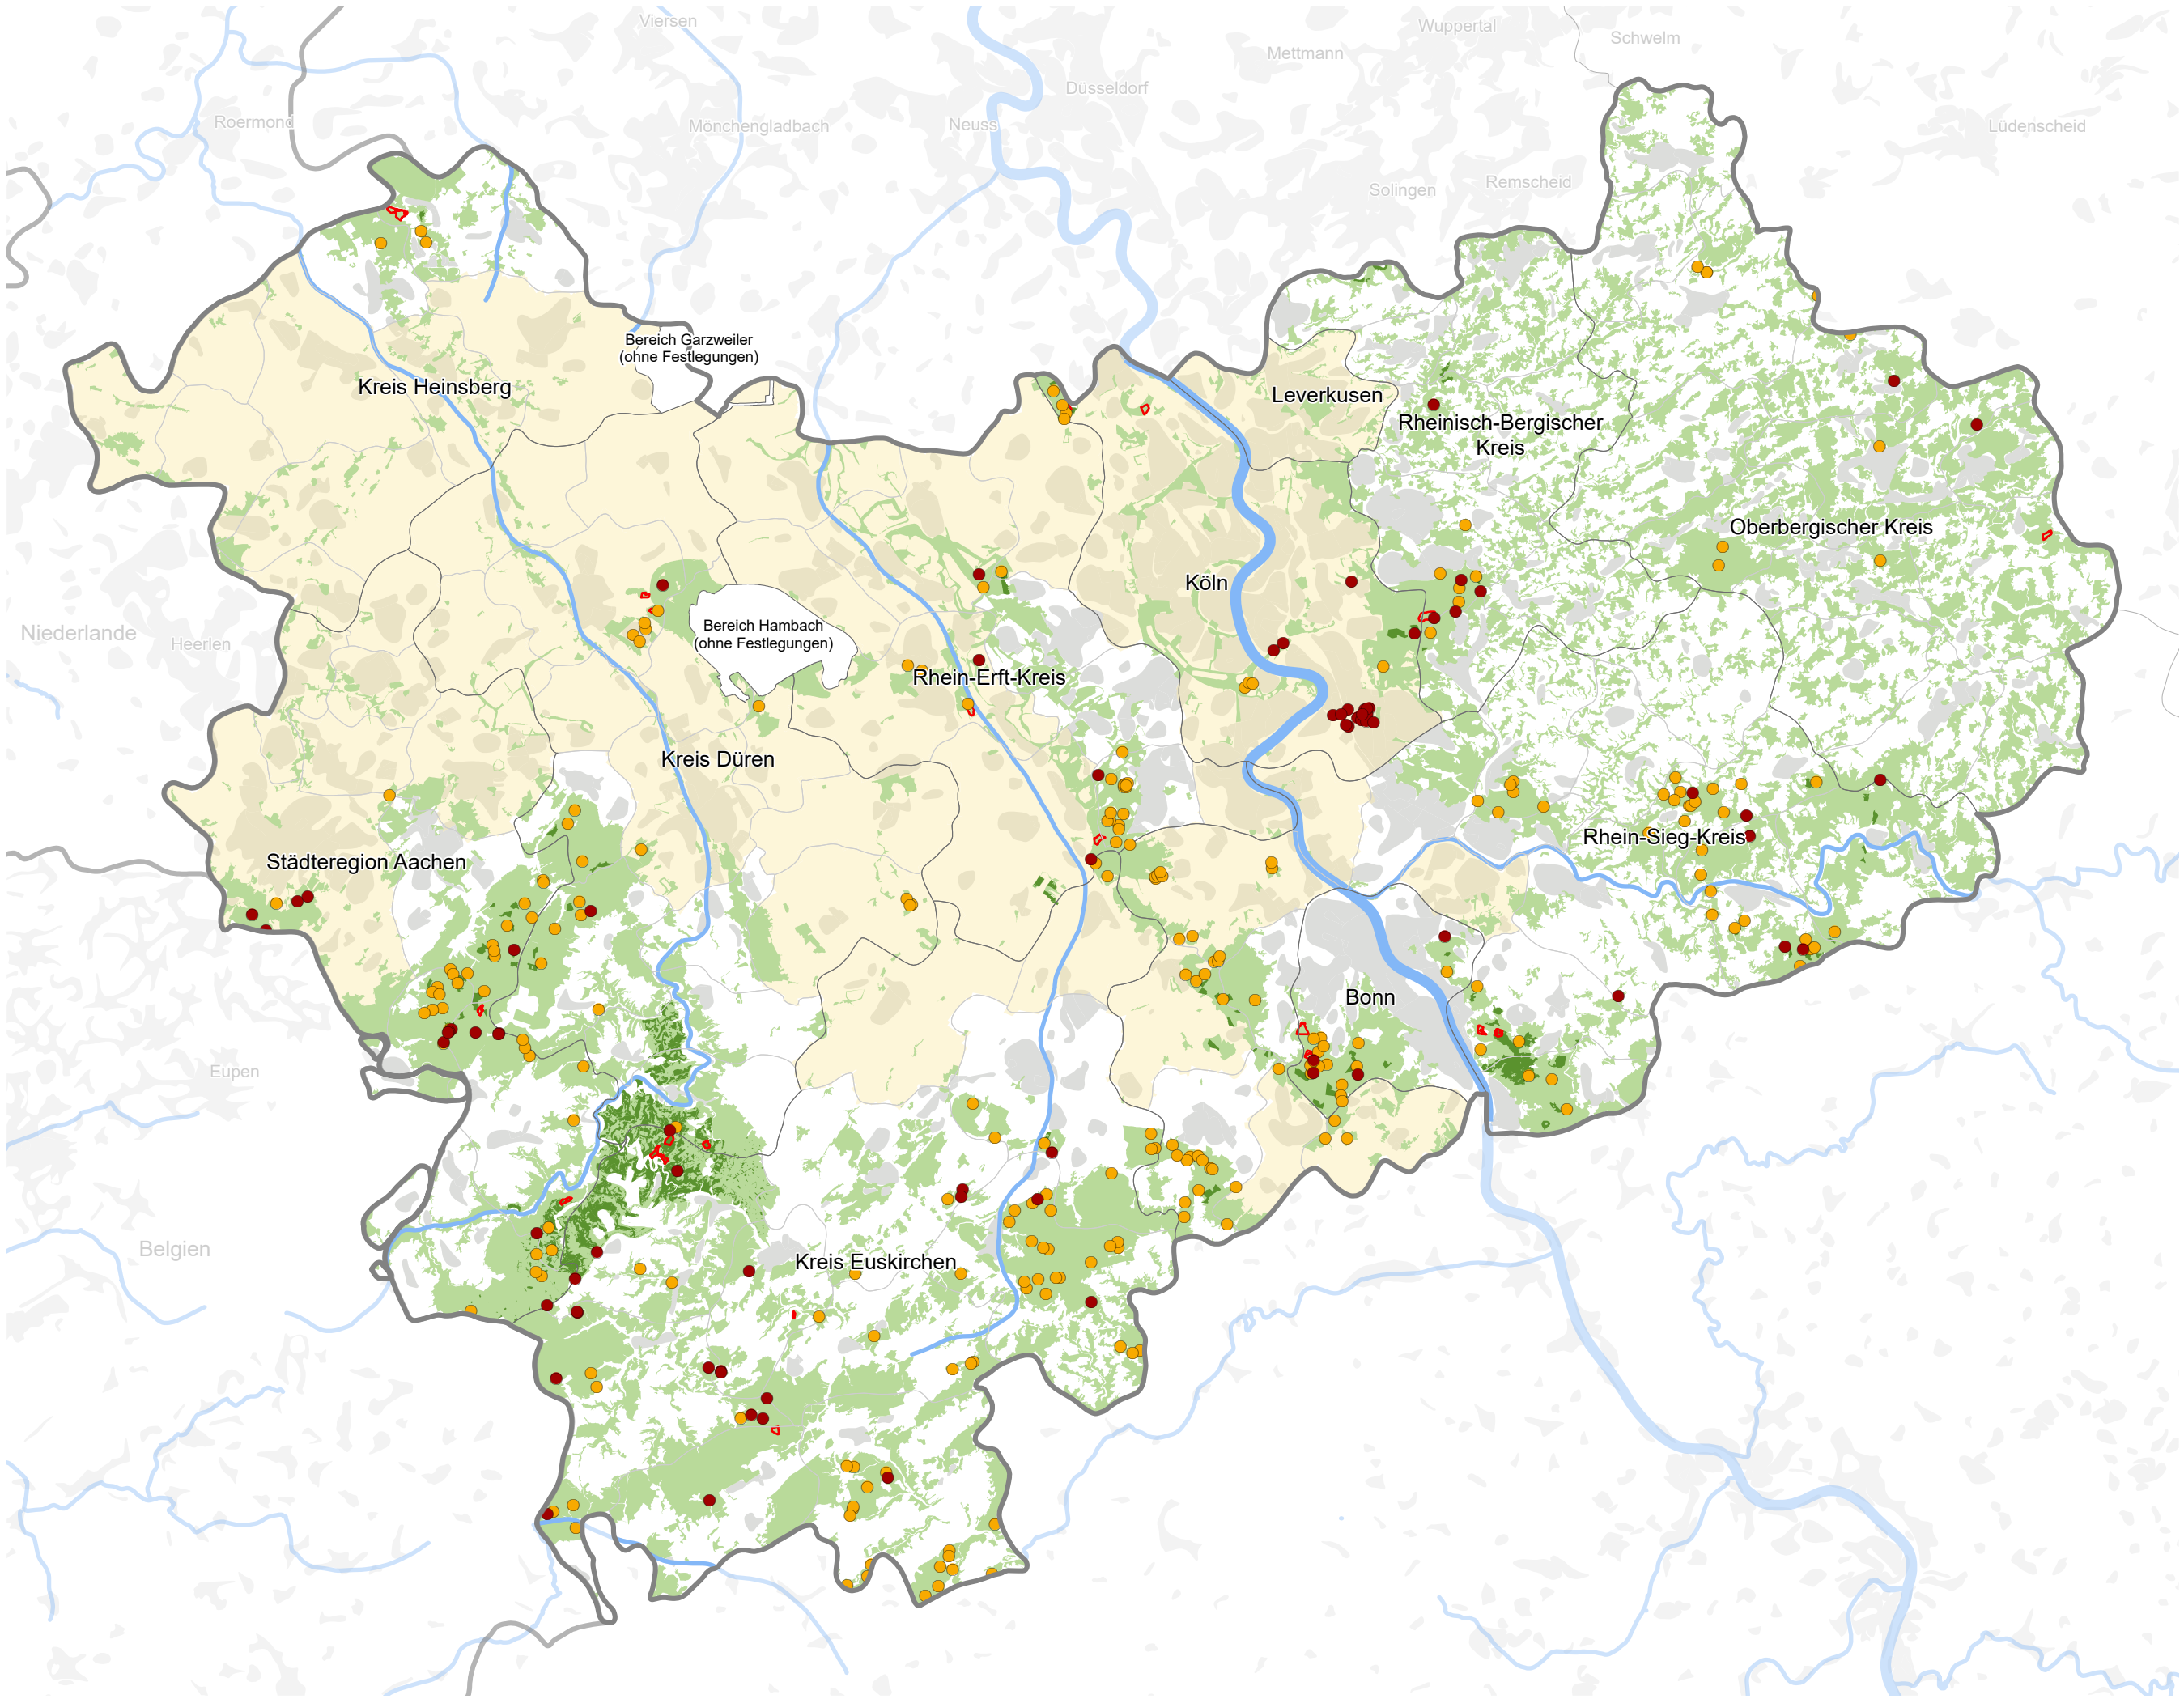 Viersen
Wuppertal
Schwelm
Mettmann
Düsseldorf
Roermond
Mönchengladbach
Neuss
Lüdenscheid
Solingen
Remscheid
Bereich Garzweiler
(ohne Festlegungen)
Kreis Heinsberg
Leverkusen
Rheinisch-Bergischer
Kreis
Oberbergischer Kreis
Köln
Niederlande
Heerlen
Bereich Hambach
(ohne Festlegungen)
Rhein-Erft-Kreis
Kreis Düren
Städteregion Aachen
Rhein-Sieg-Kreis
Bonn
Eupen
Belgien
Kreis Euskirchen